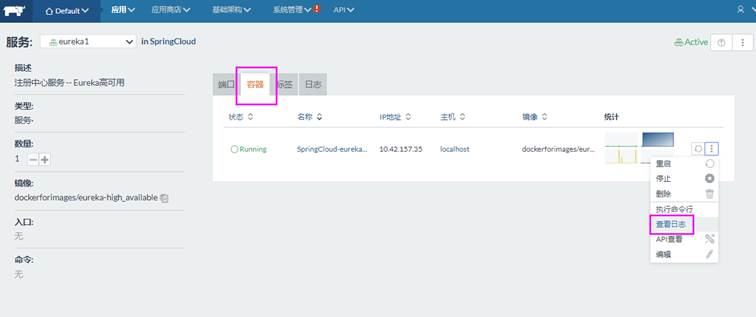 Default 应用 应用商店 基础架构 系统管理 ! API
服务: eureka1 in SpringCloud Active
描述
注册中心服务 -- Eureka高可用
类型:
服务-
数量:
1
镜像:
dockerforimages/eureka-high_available
入口:
无
命令:
无
端口 容器 标签 日志
状态 名称 IP地址 主机 镜像 统计
Running SpringCloud-eureka... 10.42.157.35 localhost dockerforimages/eur...
重启
停止
删除
执行命令行
查看日志
API查看
编辑